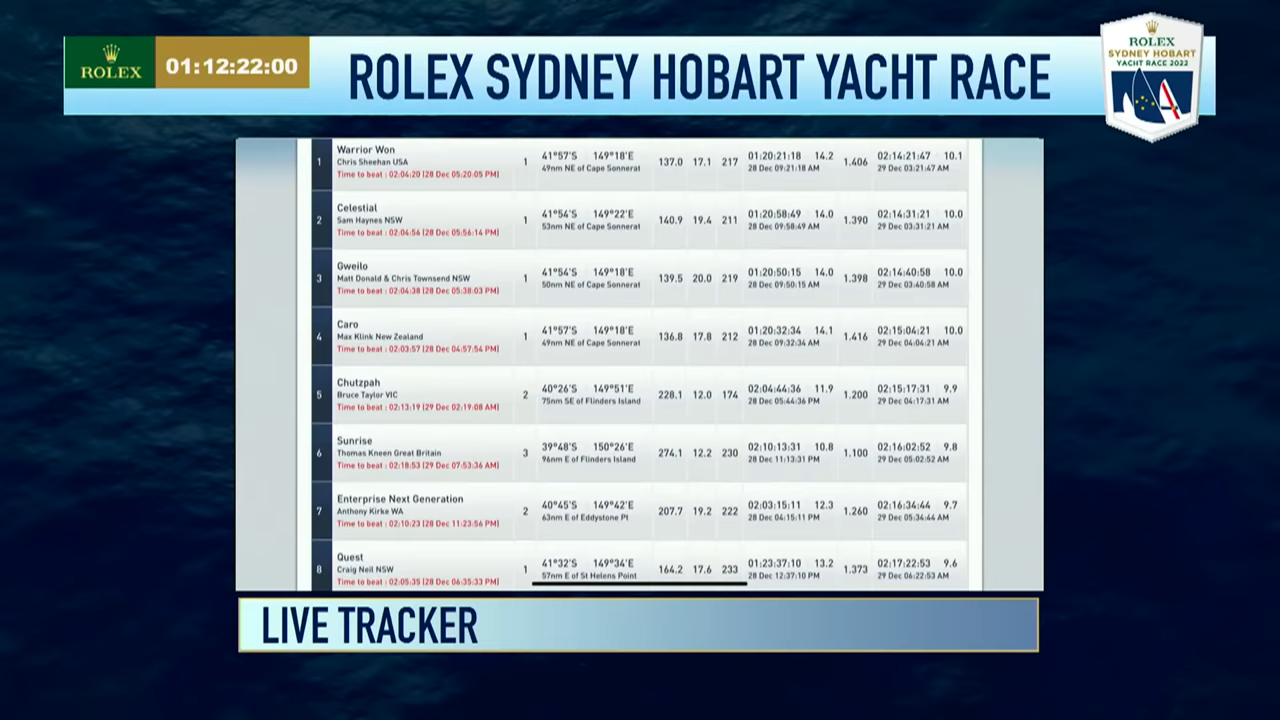 ROLEX
01:12:22:00
ROLEX SYDNEY HOBART YACHT RACE
ROLEX
SYDNEY HOBART
YACHT RACE 2022
1 Warrior Won 1 41°57'S 149°18'E 137.0 17.1 217 01:20:21:18 14.2 1.406 02:14:21:47 10.1
Chris Sheehan USA 49nm NE of Cape Sonnerat 28 Dec 09:21:18 AM 29 Dec 03:21:47 AM
Time to beat : 02:04:20 (28 Dec 05:20:05 PM)
2 Celestial 1 41°54'S 149°22'E 140.9 19.4 211 01:20:58:49 14.0 1.390 02:14:31:21 10.0
Sam Haynes NSW 53nm NE of Cape Sonnerat 28 Dec 09:58:49 AM 29 Dec 03:31:21 AM
Time to beat : 02:04:56 (28 Dec 05:56:14 PM)
3 Gweilo 1 41°54'S 149°18'E 139.5 20.0 219 01:20:50:15 14.0 1.398 02:14:40:58 10.0
Matt Donald & Chris Townsend NSW 50nm NE of Cape Sonnerat 28 Dec 09:50:15 AM 29 Dec 03:40:58 AM
Time to beat : 02:04:38 (28 Dec 05:38:03 PM)
4 Caro 1 41°57'S 149°18'E 136.8 17.8 212 01:20:32:34 14.1 1.416 02:15:04:21 10.0
Max Klink New Zealand 49nm NE of Cape Sonnerat 28 Dec 09:32:34 AM 29 Dec 04:04:21 AM
Time to beat : 02:03:57 (28 Dec 04:57:54 PM)
5 Chutzpah 2 40°26'S 149°51'E 228.1 12.0 174 02:04:44:36 11.9 1.200 02:15:17:31 9.9
Bruce Taylor VIC 75nm SE of Flinders Island 28 Dec 05:44:36 PM 29 Dec 04:17:31 AM
Time to beat : 02:13:19 (29 Dec 02:19:08 AM)
6 Sunrise 3 39°48'S 150°26'E 274.1 12.2 230 02:10:13:31 10.8 1.100 02:16:02:52 9.8
Thomas Kneen Great Britain 96nm E of Flinders Island 28 Dec 11:13:31 PM 29 Dec 05:02:52 AM
Time to beat : 02:18:53 (29 Dec 07:53:36 AM)
7 Enterprise Next Generation 2 40°45'S 149°42'E 207.7 19.2 222 02:03:15:11 12.3 1.260 02:16:34:44 9.7
Anthony Kirke WA 63nm E of Eddystone Pt 28 Dec 04:15:11 PM 29 Dec 05:34:44 AM
Time to beat : 02:10:23 (28 Dec 11:23:56 PM)
8 Quest 1 41°32'S 149°34'E 164.2 17.6 233 01:23:37:10 13.2 1.373 02:17:22:53 9.6
Craig Neil NSW 57nm E of St Helens Point 28 Dec 12:37:10 PM 29 Dec 06:22:53 AM
Time to beat : 02:05:35 (28 Dec 06:35:33 PM)
LIVE TRACKER